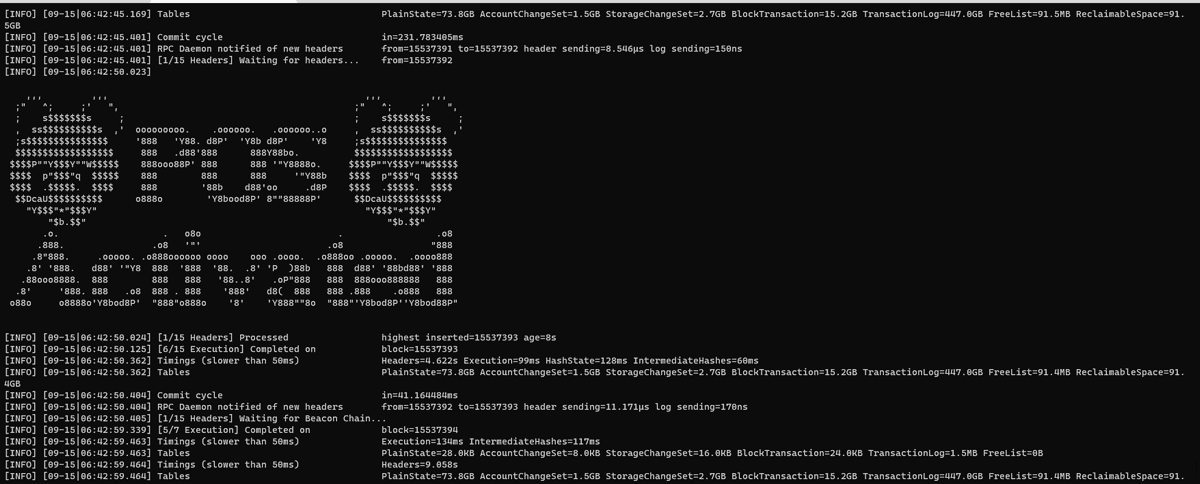 [INFO] [09-15|06:42:45.169] Tables PlainState=73.8GB AccountChangeSet=1.5GB StorageChangeSet=2.7GB BlockTransaction=15.2GB TransactionLog=447.0GB FreeList=91.5MB ReclaimableSpace=91.
5GB
[INFO] [09-15|06:42:45.401] Commit cycle in=231.783405ms
[INFO] [09-15|06:42:45.401] RPC Daemon notified of new headers from=15537391 to=15537392 header sending=8.546µs log sending=150ns
[INFO] [09-15|06:42:45.401] [1/15 Headers] Waiting for headers... from=15537392
[INFO] [09-15|06:42:50.023]
POS
Activated
[INFO] [09-15|06:42:50.024] [1/15 Headers] Processed highest inserted=15537393 age=8s
[INFO] [09-15|06:42:50.125] [6/15 Execution] Completed on block=15537393
[INFO] [09-15|06:42:50.362] Timings (slower than 50ms) Headers=4.622s Execution=99ms HashState=128ms IntermediateHashes=60ms
[INFO] [09-15|06:42:50.362] Tables PlainState=73.8GB AccountChangeSet=1.5GB StorageChangeSet=2.7GB BlockTransaction=15.2GB TransactionLog=447.0GB FreeList=91.4MB ReclaimableSpace=91.
4GB
[INFO] [09-15|06:42:50.404] Commit cycle in=41.164484ms
[INFO] [09-15|06:42:50.404] RPC Daemon notified of new headers from=15537392 to=15537393 header sending=11.171µs log sending=170ns
[INFO] [09-15|06:42:50.405] [1/15 Headers] Waiting for Beacon Chain...
[INFO] [09-15|06:42:59.339] [5/7 Execution] Completed on block=15537394
[INFO] [09-15|06:42:59.463] Timings (slower than 50ms) Execution=134ms IntermediateHashes=117ms
[INFO] [09-15|06:42:59.463] Tables PlainState=28.0KB AccountChangeSet=8.0KB StorageChangeSet=16.0KB BlockTransaction=24.0KB TransactionLog=1.5MB FreeList=0B
[INFO] [09-15|06:42:59.464] Timings (slower than 50ms) Headers=9.058s
[INFO] [09-15|06:42:59.464] Tables PlainState=73.8GB AccountChangeSet=1.5GB StorageChangeSet=2.7GB BlockTransaction=15.2GB TransactionLog=447.0GB FreeList=91.4MB ReclaimableSpace=91.